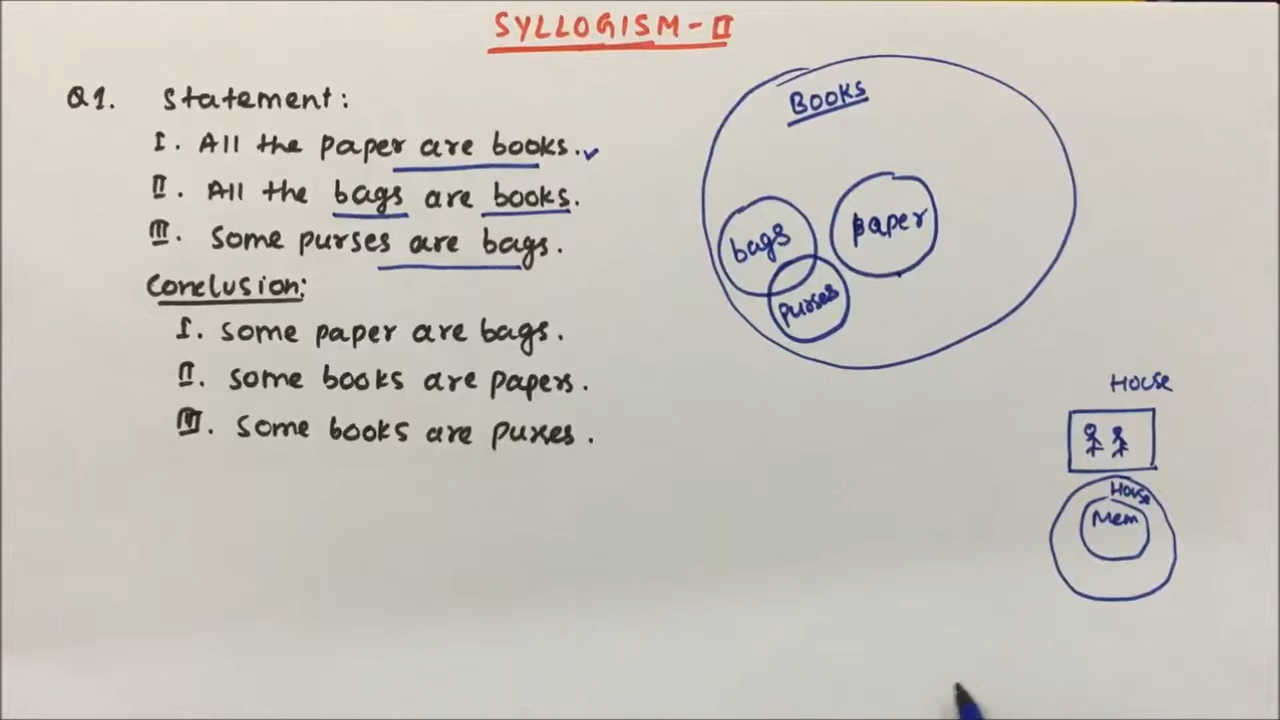 SYLLOGISM-II
Q1. Statement:
I. All the paper are books.
II. All the bags are books.
III. Some purses are bags.
Conclusion:
I. some paper are bags.
II. some books are papers.
III. some books are purses.
BOOKS
bags
paper
purses
House
House
Mem